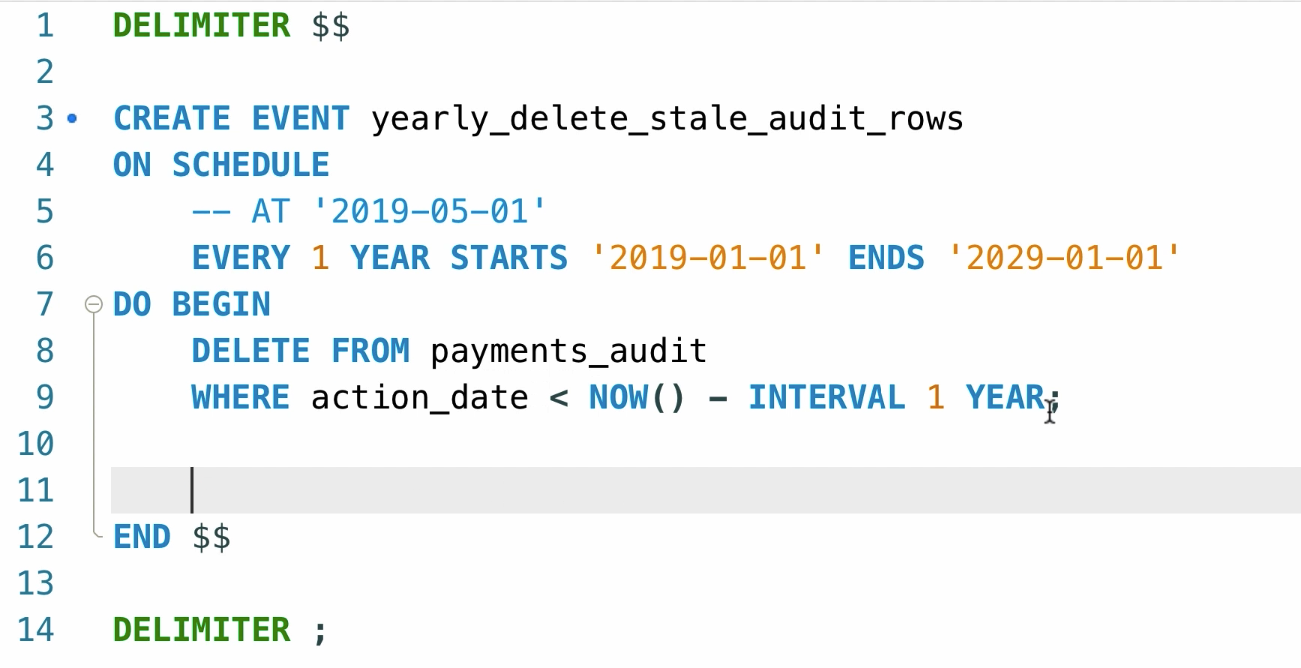 1 DELIMITER $$
2
3 CREATE EVENT yearly_delete_stale_audit_rows
4 ON SCHEDULE
5     -- AT '2019-05-01'
6     EVERY 1 YEAR STARTS '2019-01-01' ENDS '2029-01-01'
7 DO BEGIN
8     DELETE FROM payments_audit
9     WHERE action_date < NOW() - INTERVAL 1 YEAR;
10
11
12 END $$
13
14 DELIMITER ;